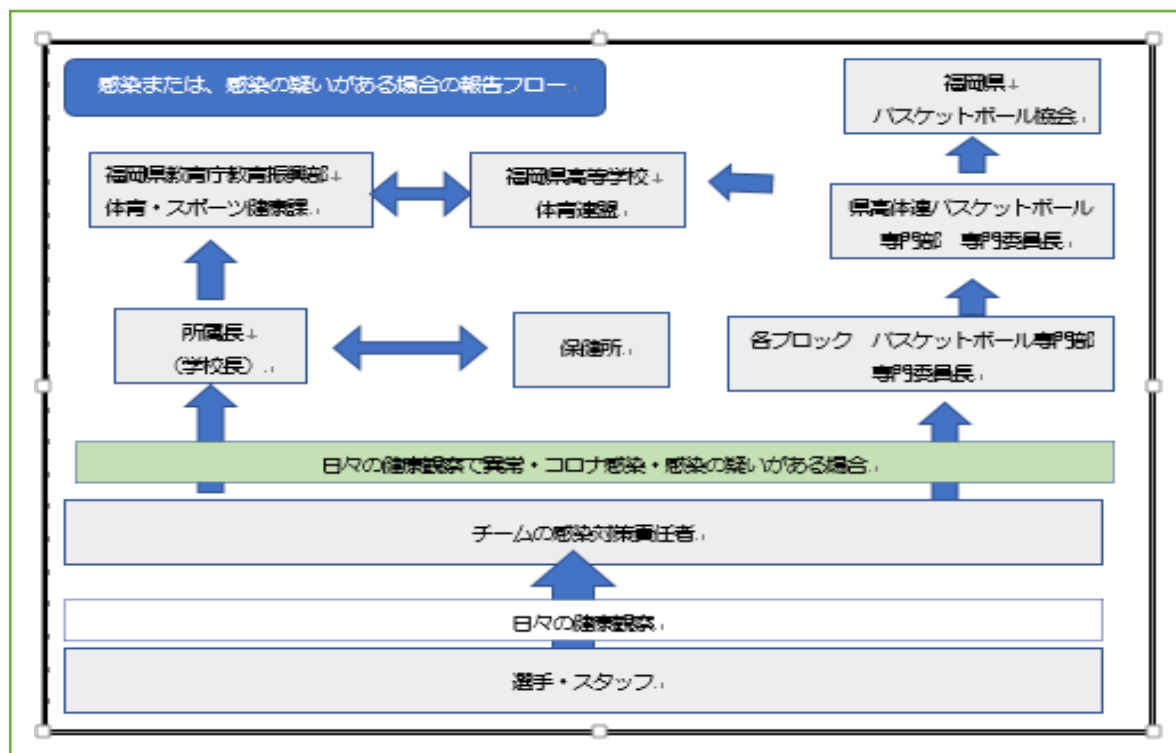 感染または、感染の疑いがある場合の報告フロー
福岡県
バスケットボール協会
福岡県教育庁教育振興部
体育・スポーツ健康課
福岡県高等学校
体育連盟
県高体連バスケットボール
専門部 専門委員長
所属長
(学校長)
保健所
各ブロック バスケットボール専門部
専門委員長
日々の健康観察で異常・コロナ感染・感染の疑いがある場合
チームの感染対策責任者
日々の健康観察
選手・スタッフ